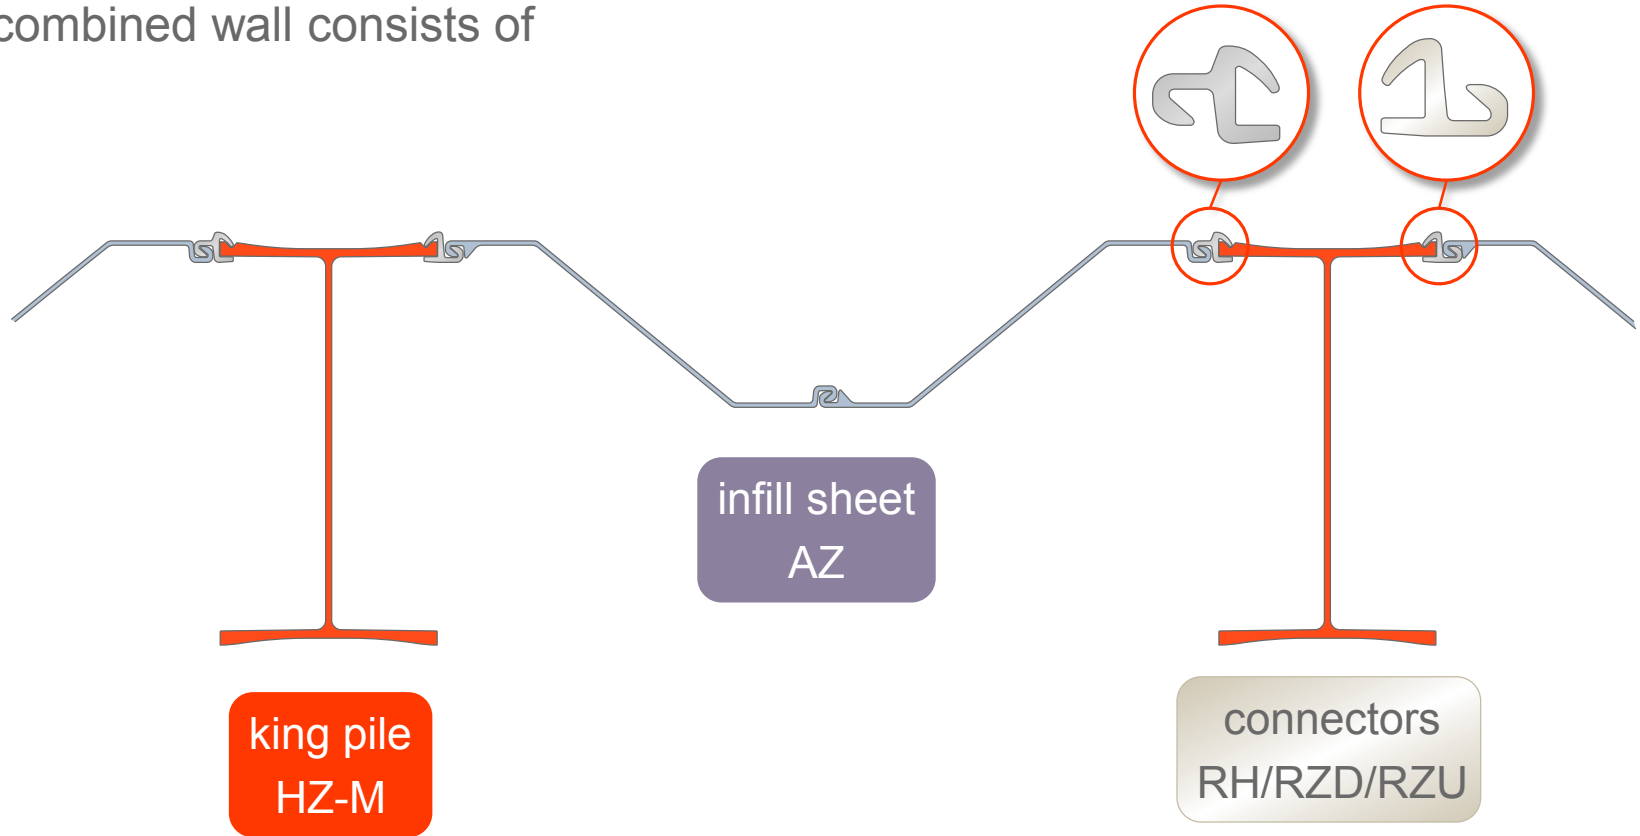 combined wall consists of
infill sheet
AZ
king pile
HZ-M
connectors
RH/RZD/RZU